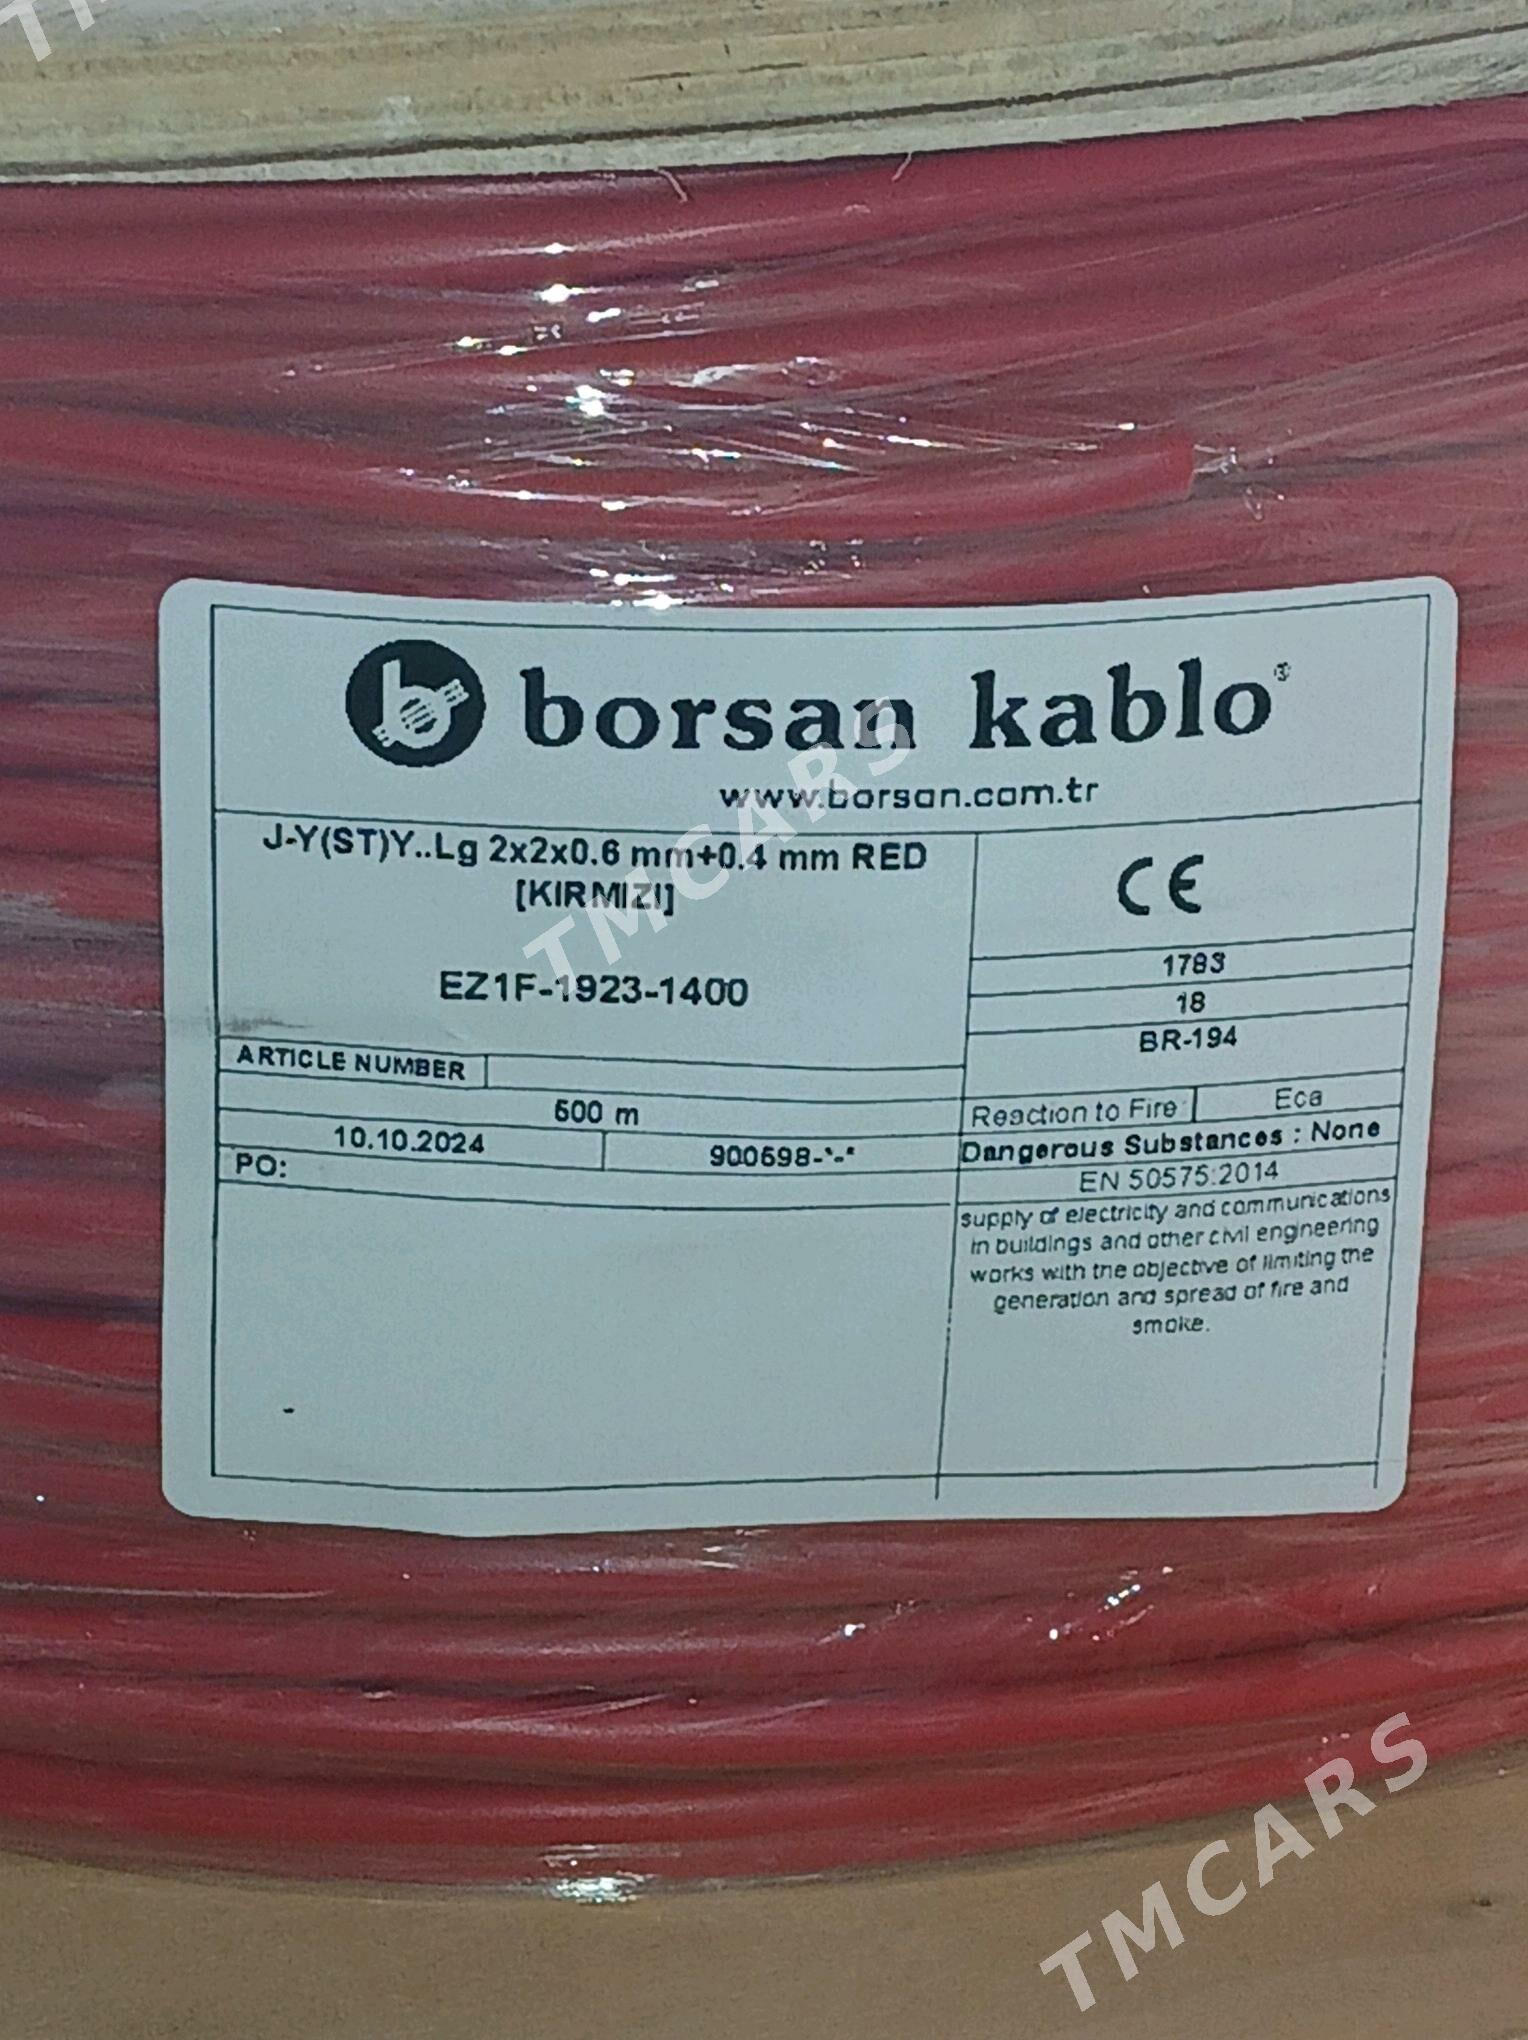 borsan kablo®
www.borsan.com.tr
J-Y(ST)Y..Lg 2x2x0.6 mm+0.4 mm RED
[KIRMIZI]
EZ1F-1923-1400
CE
1783
18
BR-194
ARTICLE NUMBER
500 m
Reaction to Fire: Eca
10.10.2024
900698-*-*
Dangerous Substances : None
PO:
EN 50575:2014
supply of electricity and communications
in buildings and other civil engineering
works with the objective of limiting the
generation and spread of fire and
smoke.
TMCARS
TMCARS